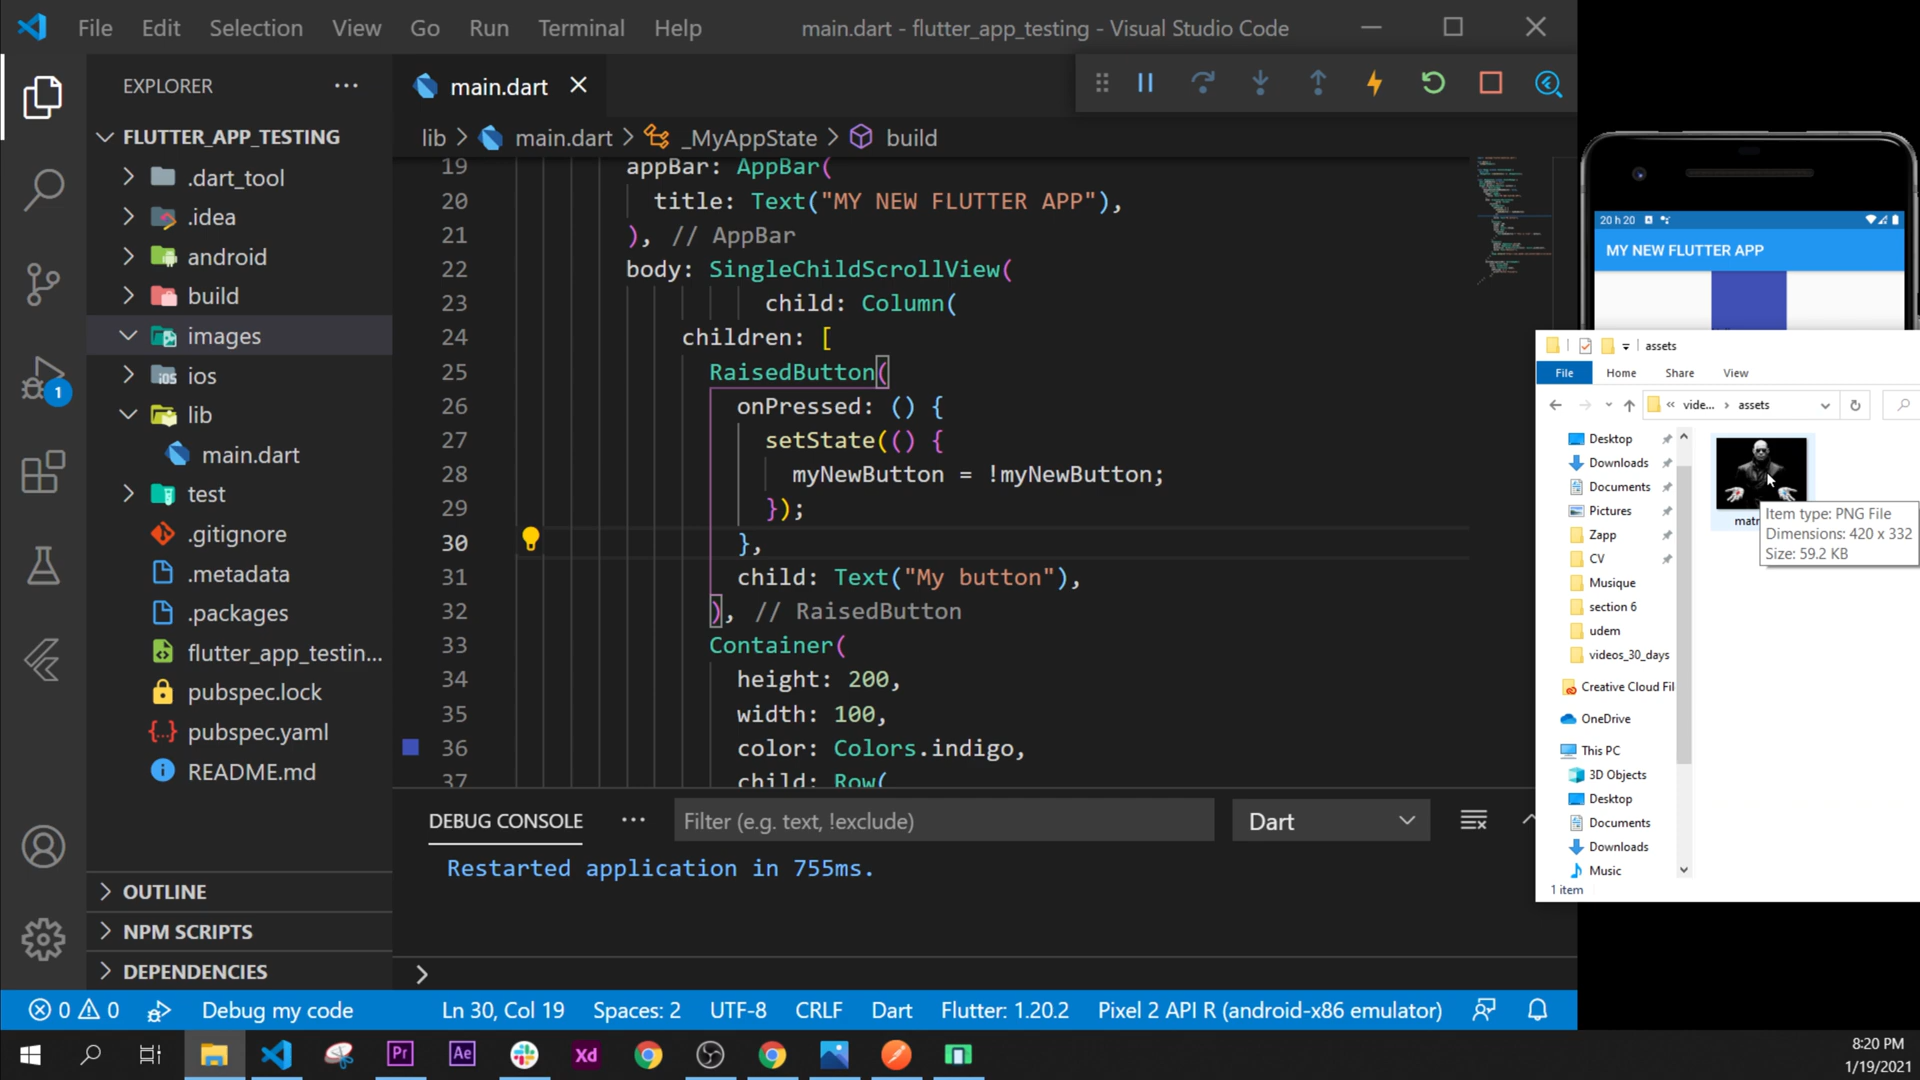 File Edit Selection View Go Run Terminal Help main.dart - flutter_app_testing - Visual Studio Code
EXPLORER
FLUTTER_APP_TESTING
.dart_tool
.idea
android
build
images
ios
lib
main.dart
test
.gitignore
.metadata
.packages
flutter_app_testin...
pubspec.lock
pubspec.yaml
README.md
OUTLINE
NPM SCRIPTS
DEPENDENCIES
main.dart
lib > main.dart > _MyAppState > build
19 appBar: AppBar(
20 title: Text("MY NEW FLUTTER APP"),
21 ), // AppBar
22 body: SingleChildScrollView(
23 child: Column(
24 children: [
25 RaisedButton(
26 onPressed: () {
27 setState(() {
28 myNewButton = !myNewButton;
29 });
30 },
31 child: Text("My button"),
32 ), // RaisedButton
33 Container(
34 height: 200,
35 width: 100,
36 color: Colors.indigo,
37 child: Row(
DEBUG CONSOLE
Filter (e.g. text, !exclude)
Dart
Restarted application in 755ms.
1
0 0 Debug my code Ln 30, Col 19 Spaces: 2 UTF-8 CRLF Dart Flutter: 1.20.2 Pixel 2 API R (android-x86 emulator)
20 h 20
MY NEW FLUTTER APP
assets
File Home Share View
vide... > assets
Desktop
Downloads
Documents
Pictures
Zapp
CV
Musique
section 6
udem
videos_30_days
Creative Cloud Fil
OneDrive
This PC
3D Objects
Desktop
Documents
Downloads
Music
1 item
matr
Item type: PNG File
Dimensions: 420 x 332
Size: 59.2 KB
Pr Ae Xd
8:20 PM
1/19/2021